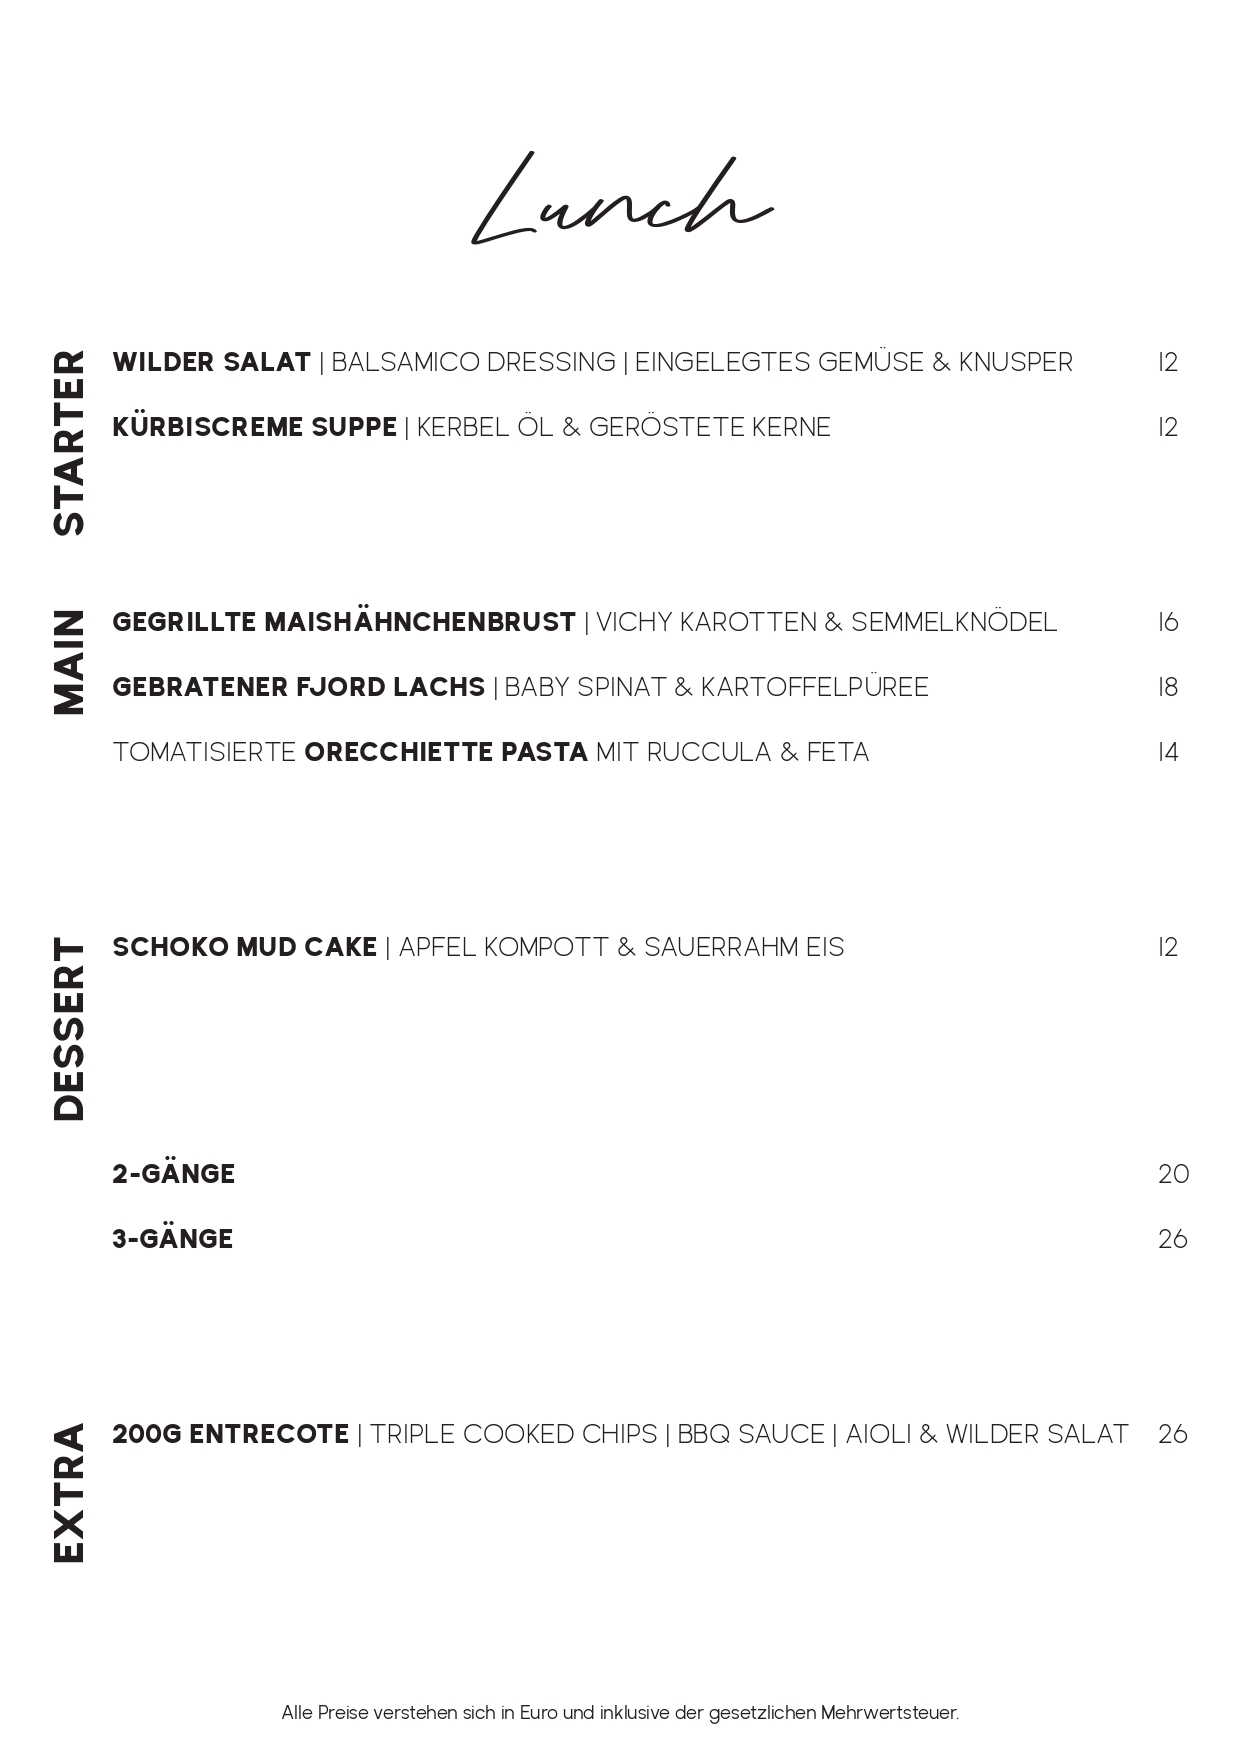 Lunch
STARTER
WILDER SALAT | BALSAMICO DRESSING | EINGELEGTES GEMÜSE & KNUSPER 12
KÜRBISCREME SUPPE | KERBEL ÖL & GERÖSTETE KERNE 12
MAIN
GEGRILLTE MAISHÄHNCHENBRUST | VICHY KAROTTEN & SEMMELKNÖDEL 16
GEBRATENER FJORD LACHS | BABY SPINAT & KARTOFFELPÜREE 18
TOMATISIERTE ORECCHIETTE PASTA MIT RUCCULA & FETA 14
DESSERT
SCHOKO MUD CAKE | APFEL KOMPOTT & SAUERRAHM EIS 12
2-GÄNGE 20
3-GÄNGE 26
EXTRA
200G ENTRECOTE | TRIPLE COOKED CHIPS | BBQ SAUCE | AIOLI & WILDER SALAT 26
Alle Preise verstehen sich in Euro und inklusive der gesetzlichen Mehrwertsteuer.